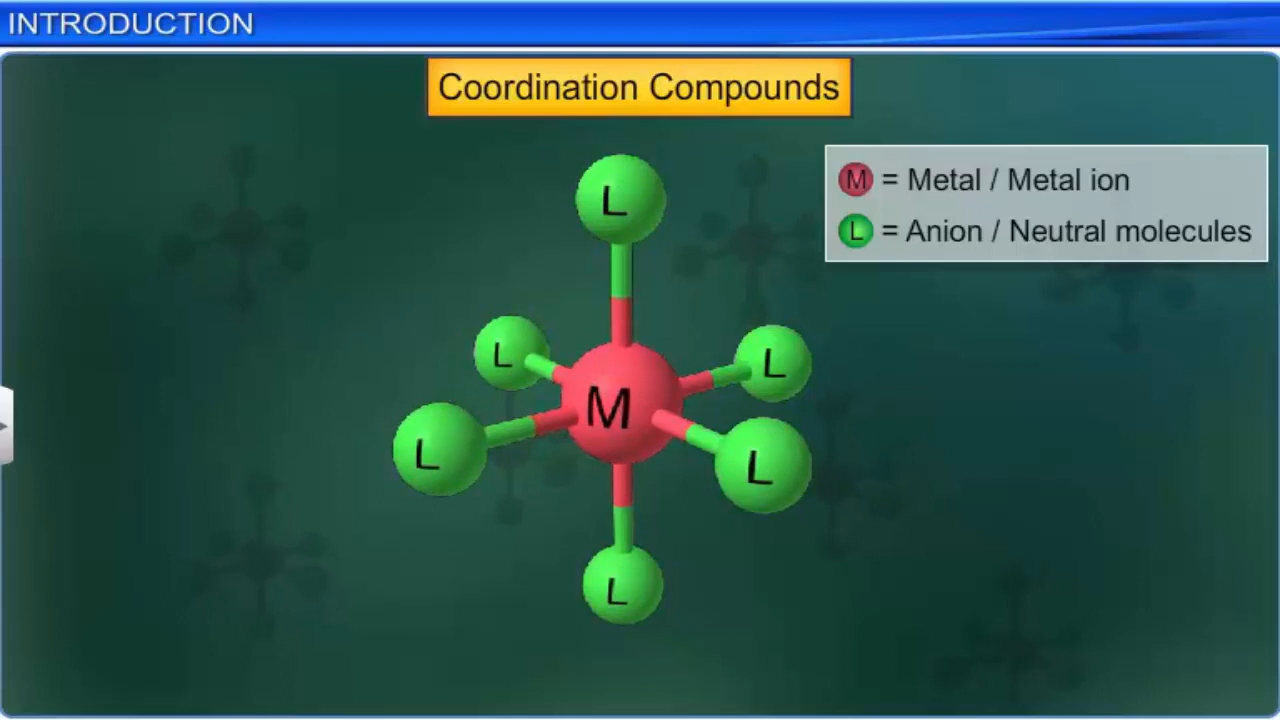 INTRODUCTION
Coordination Compounds
M = Metal / Metal ion
L = Anion / Neutral molecules
L
L
L
M
L
L
L